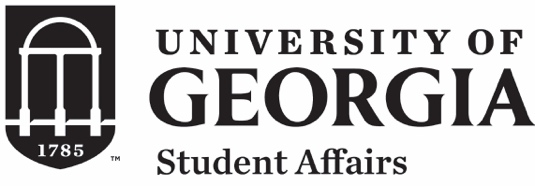 UNIVERSITY OF
GEORGIA
Student Affairs
1785
™